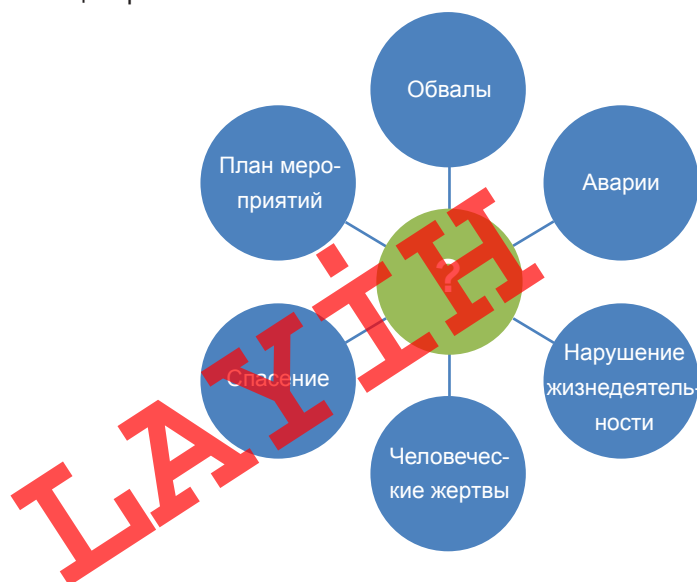 Обвалы
План меро-
приятий
Аварии
?
Спасение
Нарушение
жизнедеятель-
ности
Человечес-
кие жертвы
LAYİH